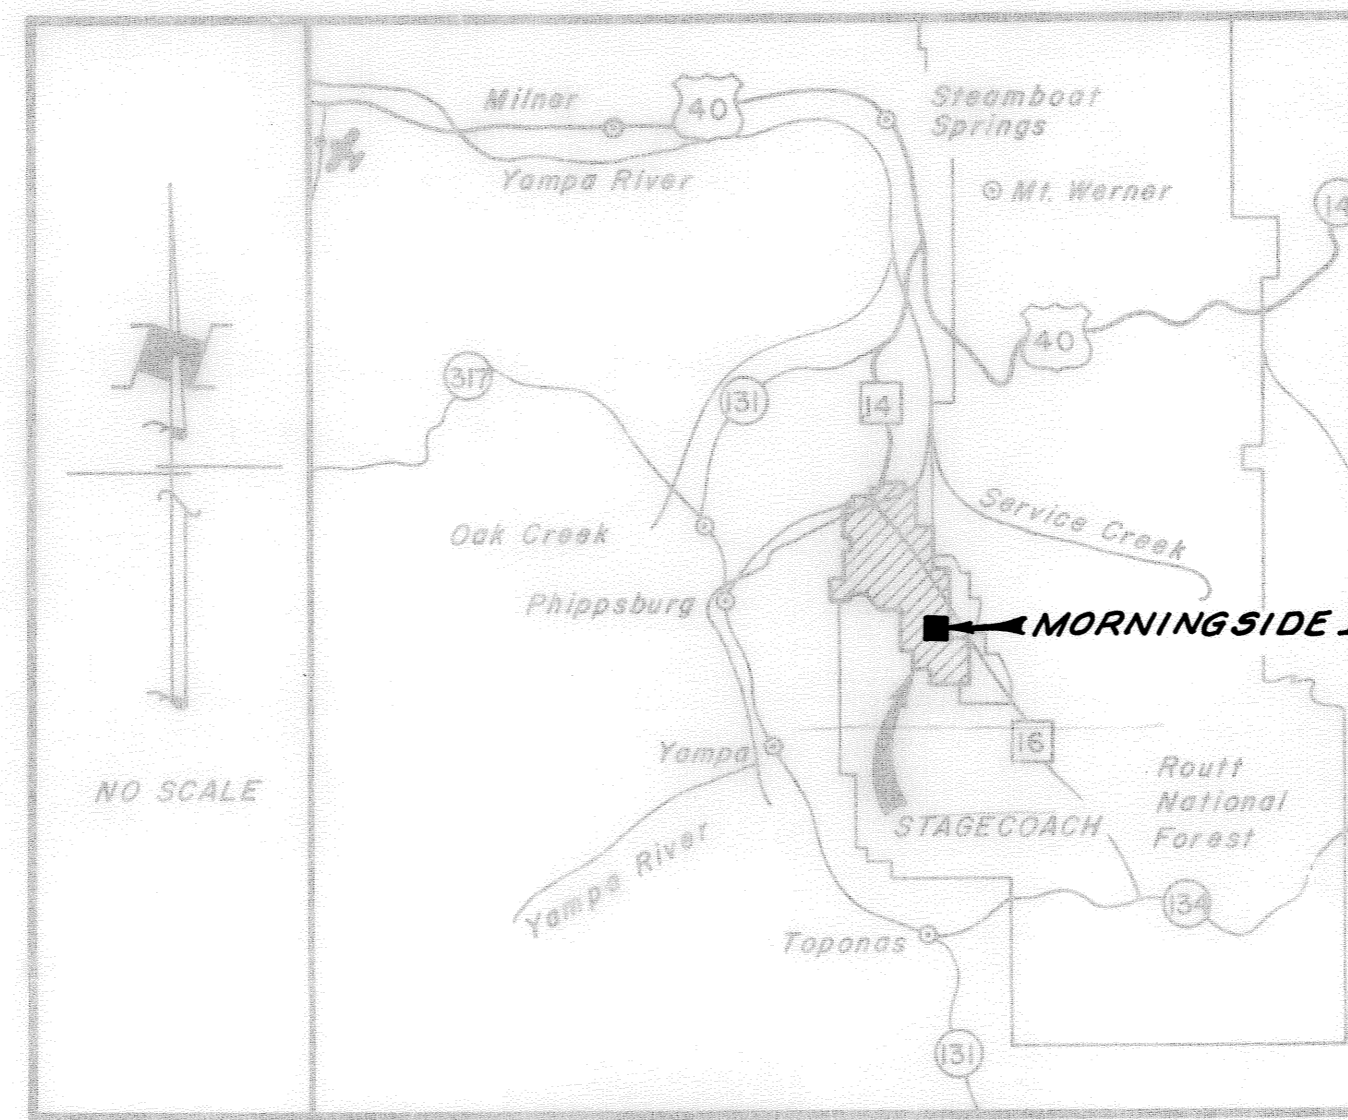 Milner
40
Steamboat
Springs
Yampa River
Mt. Werner
14
40
317
131
14
Service Creek
Oak Creek
Phippsburg
MORNINGSIDE
N
Yampa
16
NO SCALE
Routt
National
Forest
STAGECOACH
Yampa River
134
Toponas
131